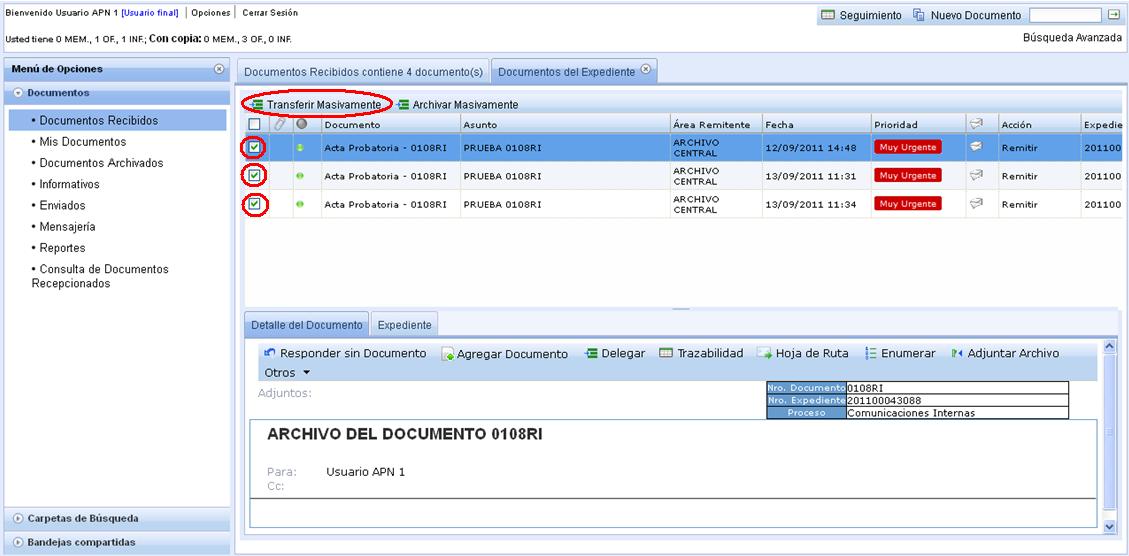 Bienvenido Usuario APN 1 [Usuario final] | Opciones | Cerrar Sesión
Seguimiento Nuevo Documento
Usted tiene 0 MEM., 1 OF., 1 INF.; Con copia: 0 MEM., 3 OF., 0 INF.
Búsqueda Avanzada
Menú de Opciones
Documentos
• Documentos Recibidos
• Mis Documentos
• Documentos Archivados
• Informativos
• Enviados
• Mensajería
• Reportes
• Consulta de Documentos
Recepcionados
Carpetas de Búsqueda
Bandejas compartidas
Documentos Recibidos contiene 4 documento(s) Documentos del Expediente
Transferir Masivamente Archivar Masivamente
Documento Asunto Área Remitente Fecha Prioridad Acción Expedie
Acta Probatoria - 0108RI PRUEBA 0108RI ARCHIVO CENTRAL 12/09/2011 14:48 Muy Urgente Remitir 201100
Acta Probatoria - 0108RI PRUEBA 0108RI ARCHIVO CENTRAL 13/09/2011 11:31 Muy Urgente Remitir 201100
Acta Probatoria - 0108RI PRUEBA 0108RI ARCHIVO CENTRAL 13/09/2011 11:34 Muy Urgente Remitir 201100
Detalle del Documento Expediente
Responder sin Documento Agregar Documento Delegar Trazabilidad Hoja de Ruta Enumerar Adjuntar Archivo
Otros
Adjuntos:
Nro. Documento 0108RI
Nro. Expediente 201100043088
Proceso Comunicaciones Internas
ARCHIVO DEL DOCUMENTO 0108RI
Para: Usuario APN 1
Cc: